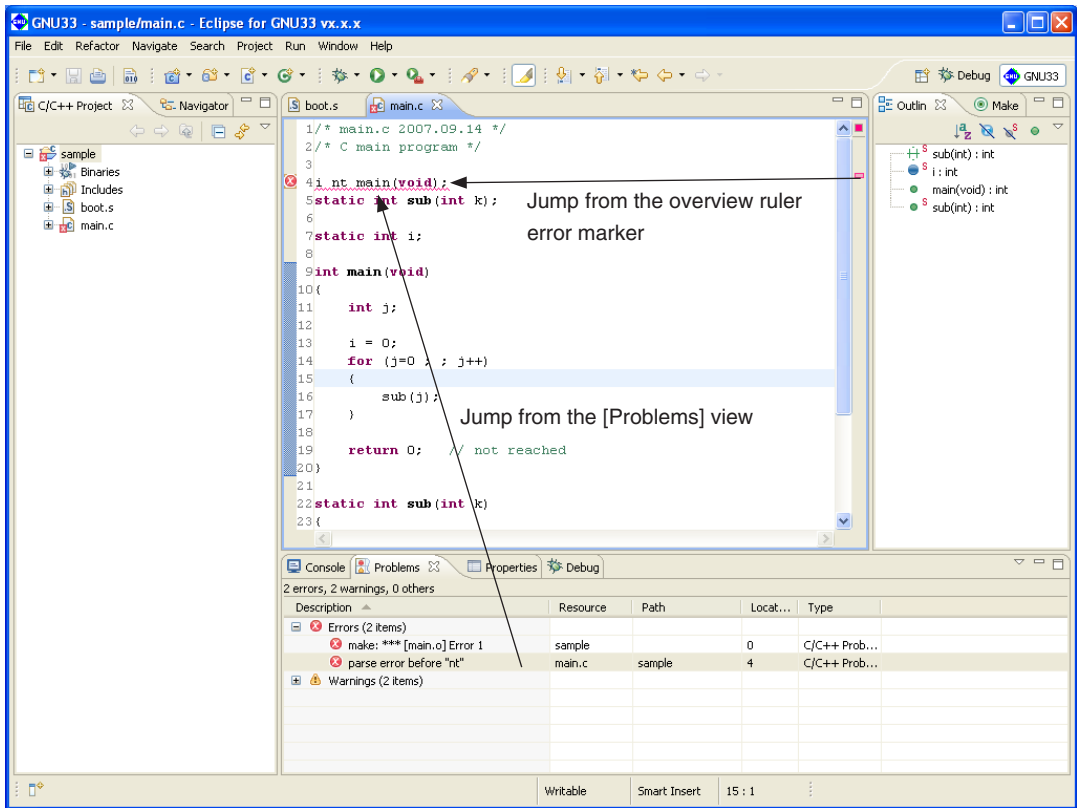 GNU33 - sample/main.c - Eclipse for GNU33 vx.x.x
File Edit Refactor Navigate Search Project Run Window Help
Debug GNU33
C/C++ Project Navigator
sample
Binaries
Includes
boot.s
main.c
boot.s main.c
1/* main.c 2007.09.14 */
2/* C main program */
3
4i nt main(void);
5static int sub(int k);
6
7static int i;
8
9int main(void)
10{
11 int j;
12
13 i = 0;
14 for (j=0 ; ; j++)
15 {
16 sub(j);
17 }
18
19 return 0; // not reached
20}
21
22static int sub(int k)
23{
Jump from the overview ruler
error marker
Jump from the [Problems] view
Outlin Make
sub(int) : int
i : int
main(void) : int
sub(int) : int
Console Problems Properties Debug
2 errors, 2 warnings, 0 others
Description Resource Path Locat... Type
Errors (2 items)
make: *** [main.o] Error 1 sample 0 C/C++ Prob...
parse error before "nt" main.c sample 4 C/C++ Prob...
Warnings (2 items)
Writable Smart Insert 15 : 1